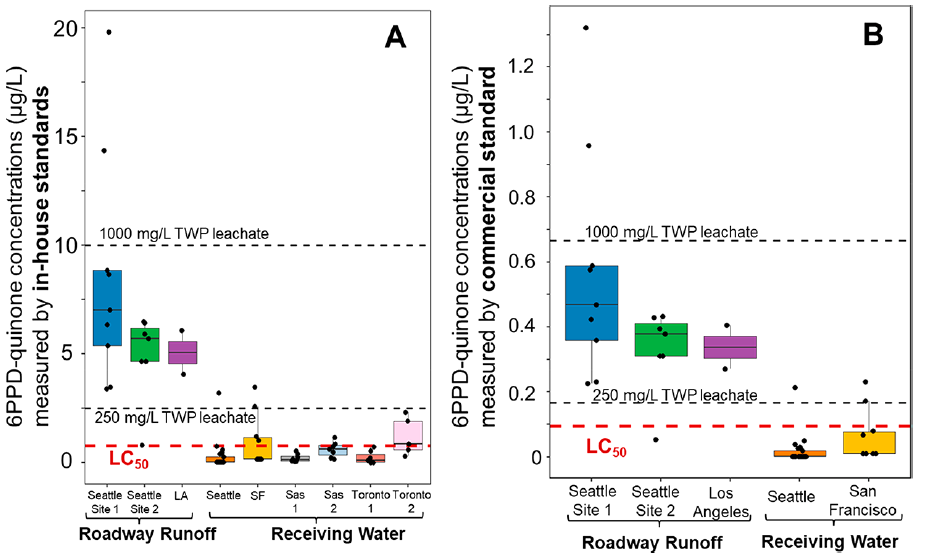 6PPD-quinone concentrations (µg/L)
measured by in-house standards
A
20
15
10
5
0
1000 mg/L TWP leachate
250 mg/L TWP leachate
LC50
Seattle Site 1
Seattle Site 2
LA
Seattle
SF
Sas 1
Sas 2
Toronto 1
Toronto 2
Roadway Runoff
Receiving Water
6PPD-quinone concentrations (µg/L)
measured by commercial standard
B
1.2
1.0
0.8
0.6
0.4
0.2
0
1000 mg/L TWP leachate
250 mg/L TWP leachate
LC50
Seattle Site 1
Seattle Site 2
Los Angeles
Seattle
San Francisco
Roadway Runoff
Receiving Water